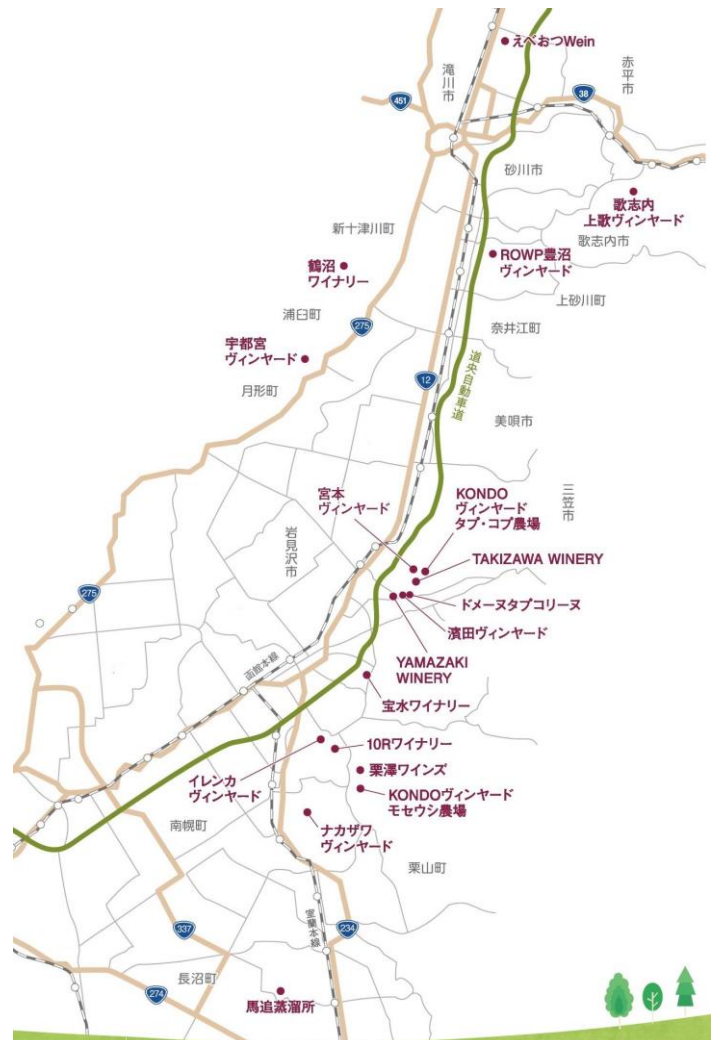 えべおつWein
滝川市
赤平市
451
38
砂川市
歌志内
上歌ヴィンヤード
新十津川町
歌志内市
鶴沼
ワイナリー
ROWP豊沼
ヴィンヤード
上砂川町
浦臼町
275
奈井江町
宇都宮
ヴィンヤード
道央自動車道
12
月形町
美唄市
宮本
ヴィンヤード
KONDO
ヴィンヤード
タプ・コプ農場
三笠市
岩見沢市
TAKIZAWA WINERY
275
ドメーヌタプコリーヌ
濱田ヴィンヤード
YAMAZAKI
WINERY
函館本線
宝水ワイナリー
10Rワイナリー
イレンカ
ヴィンヤード
栗澤ワインズ
KONDOヴィンヤード
モセウシ農場
南幌町
ナカザワ
ヴィンヤード
栗山町
337
室蘭本線
234
長沼町
274
馬追蒸溜所